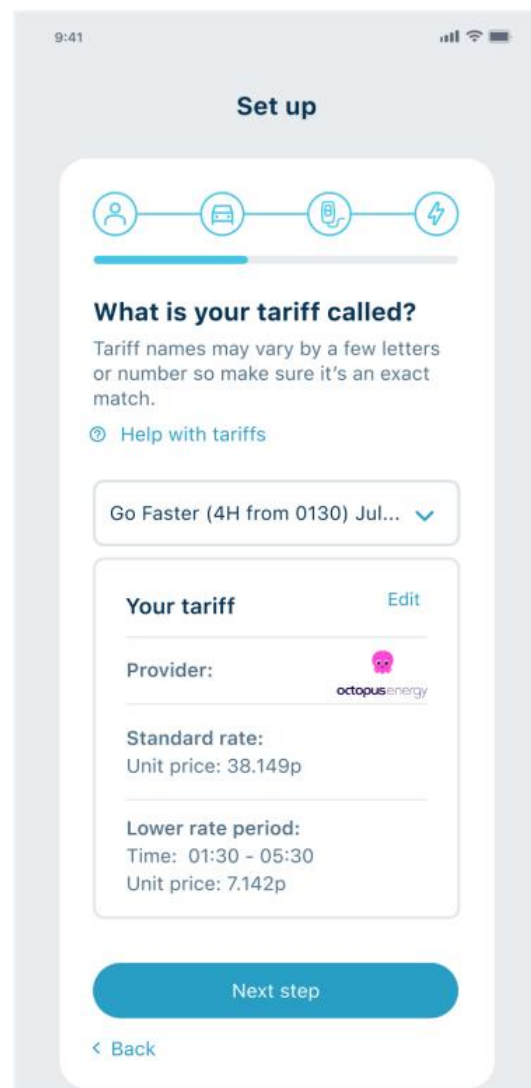 9:41
Set up
What is your tariff called?
Tariff names may vary by a few letters
or number so make sure it's an exact
match.
Help with tariffs
Go Faster (4H from 0130) Jul...
Your tariff
Edit
Provider:
octopusenergy
Standard rate:
Unit price: 38.149p
Lower rate period:
Time: 01:30 - 05:30
Unit price: 7.142p
Next step
< Back